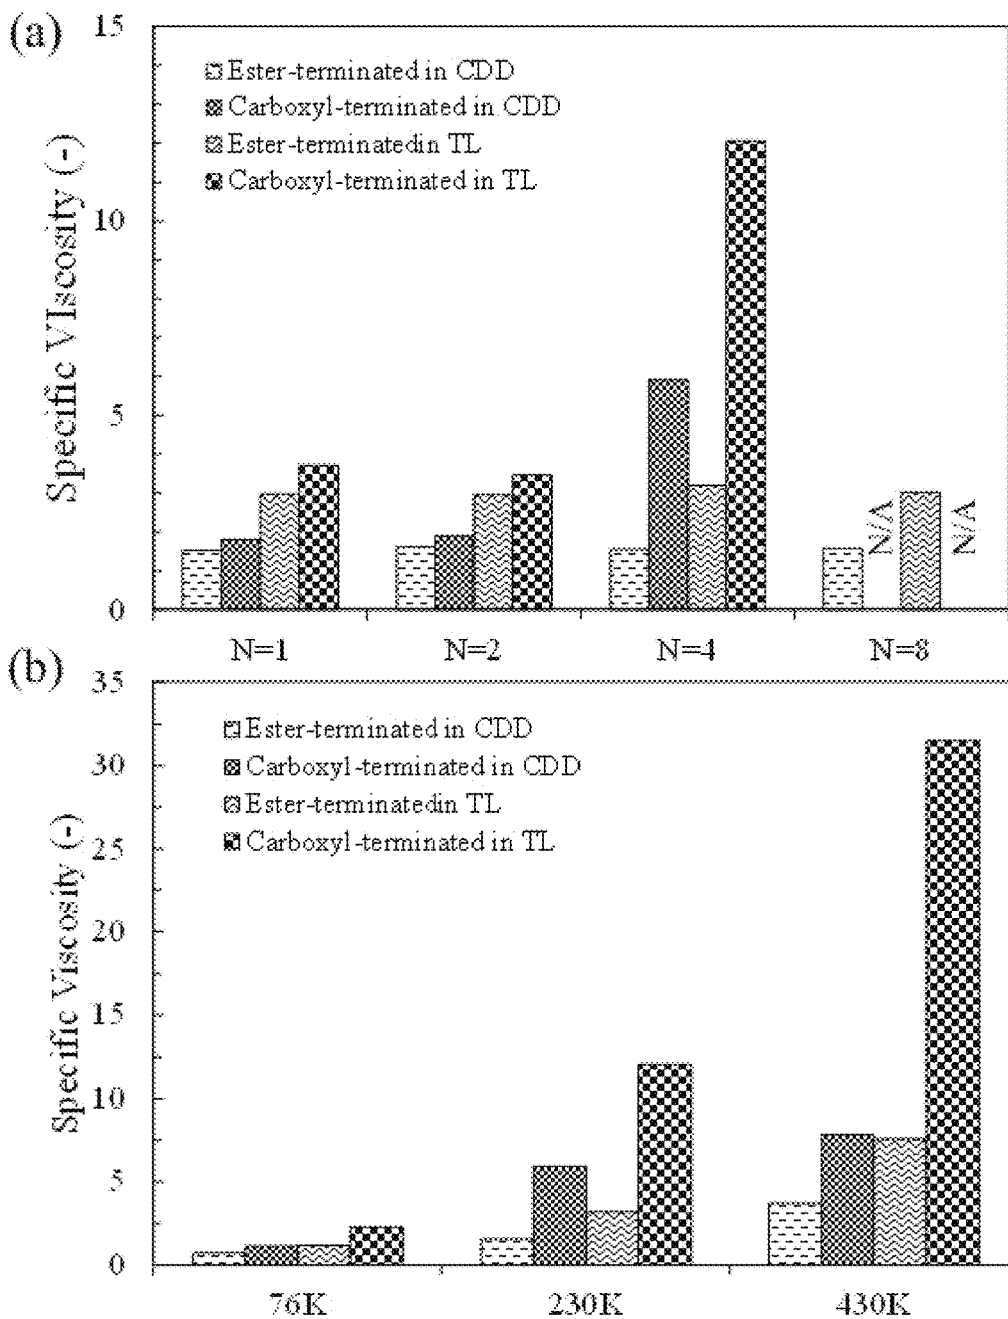 (a)
Specific VIscosity (-)
15
10
5
0
Ester-terminated in CDD
Carboxyl-terminated in CDD
Ester-terminatedin TL
Carboxyl-terminated in TL
N/A
N/A
N=1 N=2 N=4 N=8
(b)
Specific Viscosity (-)
35
30
25
20
15
10
5
0
Ester-terminated in CDD
Carboxyl-terminated in CDD
Ester-terminatedin TL
Carboxyl-terminated in TL
76K 230K 430K